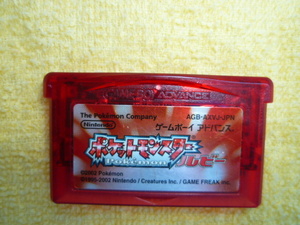 GAME BOY ADVANCE
The Pokémon Company
AGB-AXVJ-JPN
Nintendo
ゲームボーイ アドバンス
ポケットモンスター
ルビー
Pokémon
©2002 Pokémon
©1995-2002 Nintendo / Creatures inc. / GAME FREAK inc.